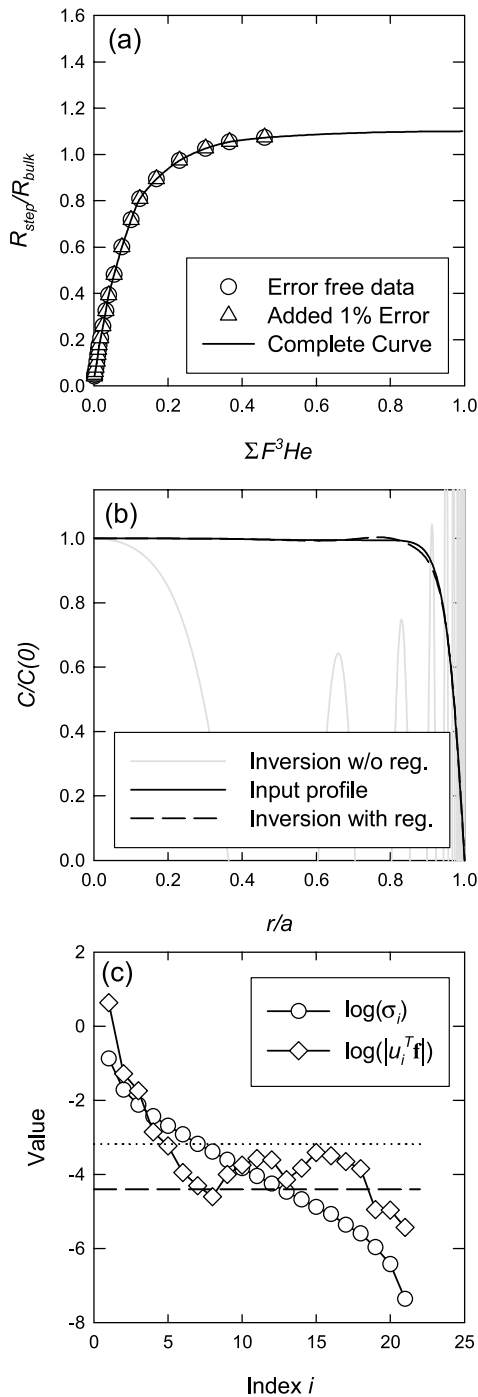 (a)
1.6
1.4
1.2
1.0
0.8
0.6
0.4
0.2
0.0
R_step/R_bulk
Error free data
Added 1% Error
Complete Curve
0.0 0.2 0.4 0.6 0.8 1.0
ΣF³He
(b)
1.0
0.8
0.6
0.4
0.2
0.0
C/C(0)
Inversion w/o reg.
Input profile
Inversion with reg.
0.0 0.2 0.4 0.6 0.8 1.0
r/a
(c)
2
0
-2
-4
-6
-8
Value
log(σ_i)
log(|u_i^T f|)
0 5 10 15 20 25
Index i